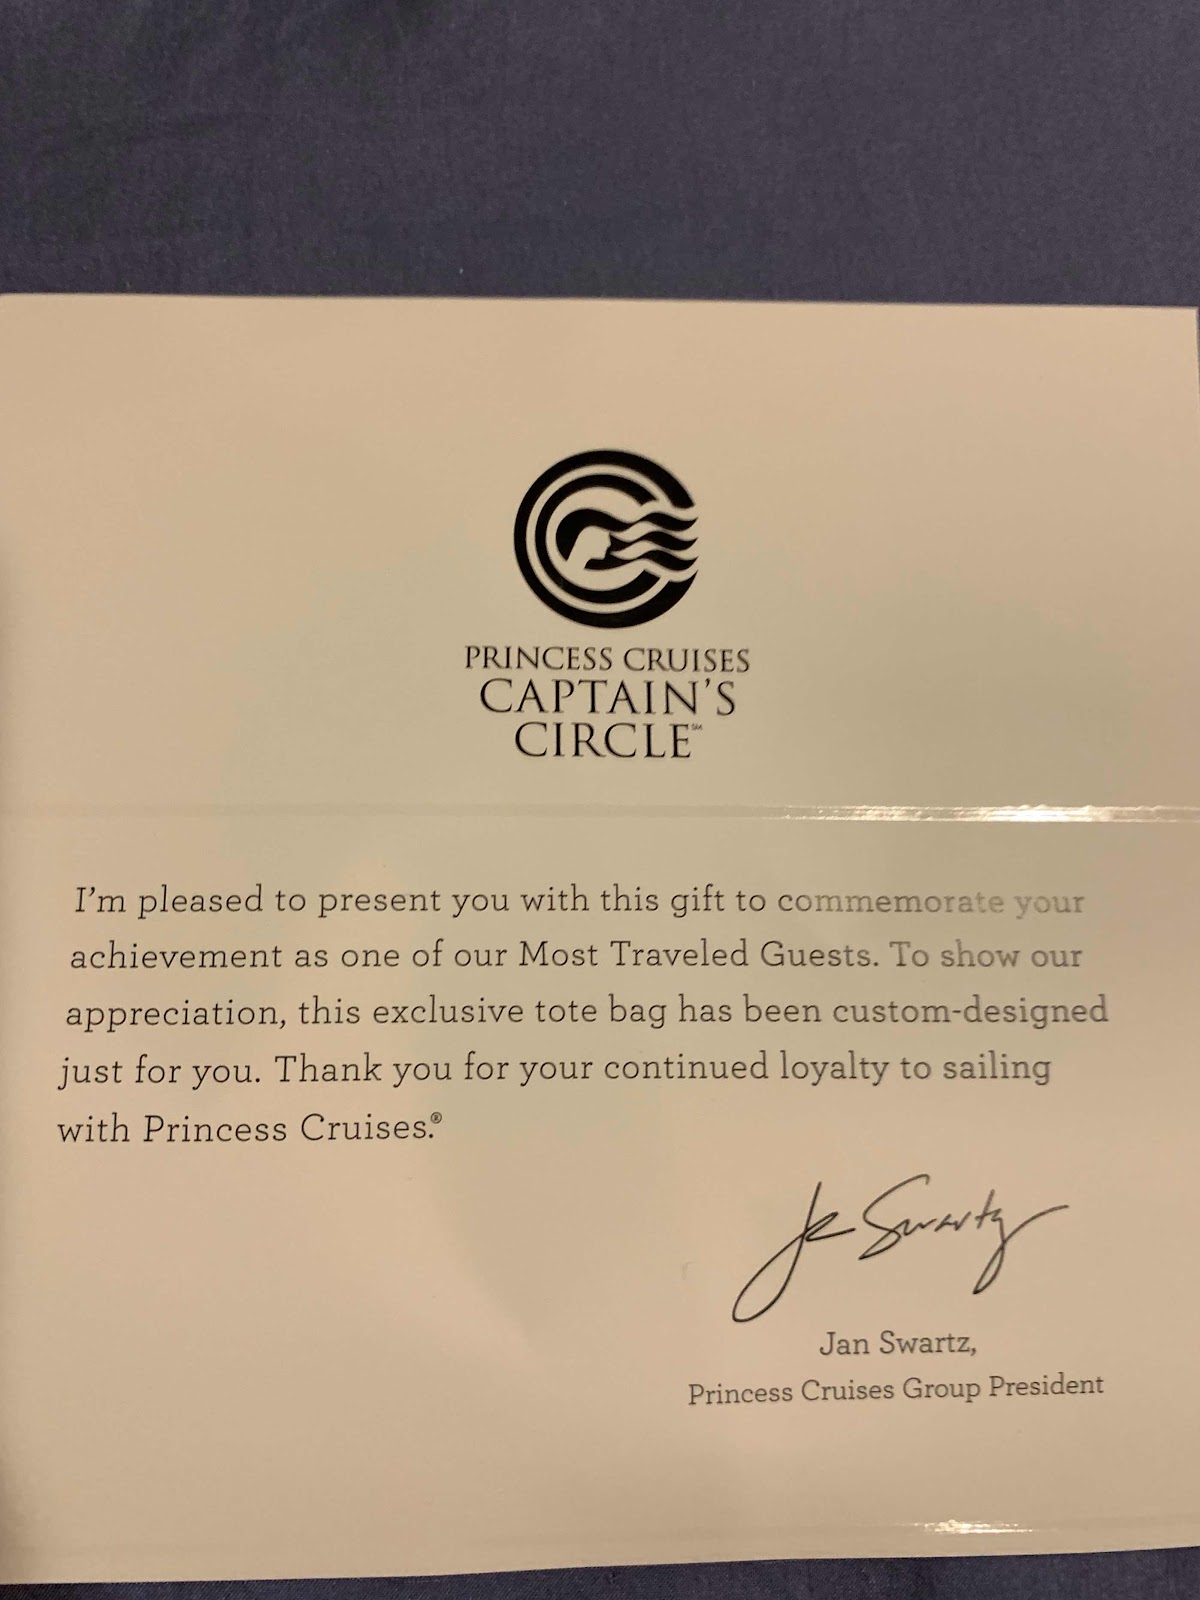 PRINCESS CRUISES
CAPTAIN'S
CIRCLE℠
I'm pleased to present you with this gift to commemorate your
achievement as one of our Most Traveled Guests. To show our
appreciation, this exclusive tote bag has been custom-designed
just for you. Thank you for your continued loyalty to sailing
with Princess Cruises.®
Jan Swartz
Jan Swartz,
Princess Cruises Group President